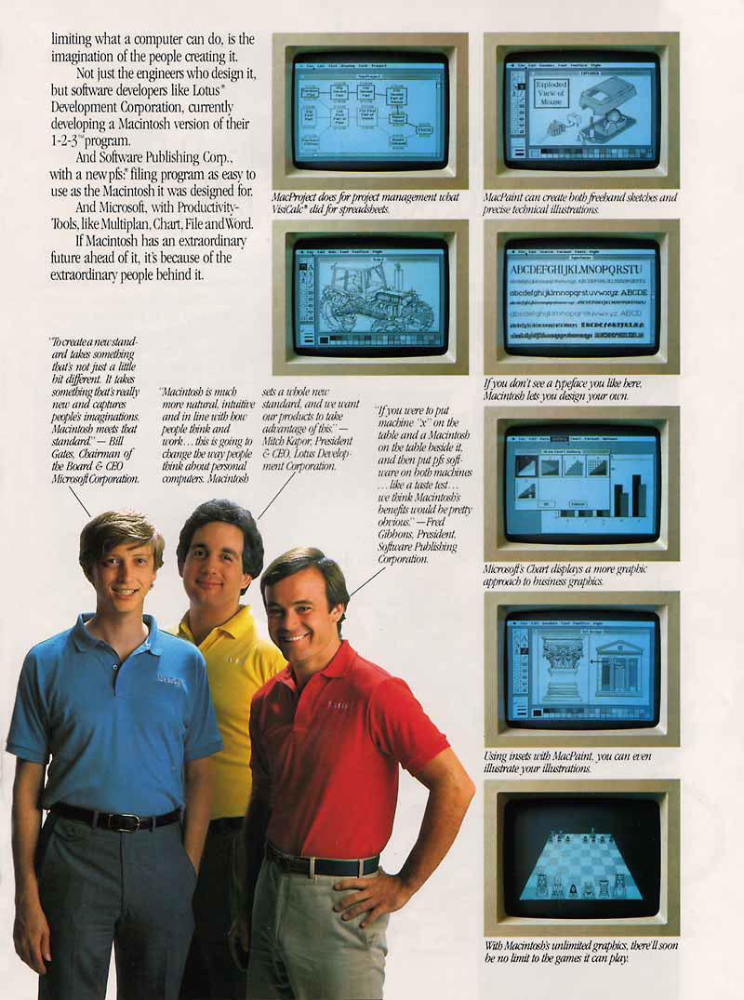 limiting what a computer can do, is the
imagination of the people creating it.
Not just the engineers who design it,
but software developers like Lotus®
Development Corporation, currently
developing a Macintosh version of their
1-2-3™ program.
And Software Publishing Corp.,
with a new pfs:® filing program as easy to
use as the Macintosh it was designed for.
And Microsoft, with Productivity-
Tools, like Multiplan, Chart, File and Word.
If Macintosh has an extraordinary
future ahead of it, it's because of the
extraordinary people behind it.
"To create a new stand-
ard takes something
that's not just a little
bit different. It takes
something that's really
new and captures
people's imaginations.
Macintosh meets that
standard." — Bill
Gates, Chairman of
the Board & CEO
Microsoft Corporation.
"Macintosh is much
more natural, intuitive
and in line with how
people think and
work...this is going to
change the way people
think about personal
computers. Macintosh
sets a whole new
standard, and we want
our products to take
advantage of this." —
Mitch Kapor, President
& CEO, Lotus Develop-
ment Corporation.
"If you were to put
machine "x" on the
table and a Macintosh
on the table beside it,
and then put pfs soft-
ware on both machines
...like a taste test...
we think Macintosh's
benefits would be pretty
obvious." — Fred
Gibbons, President,
Software Publishing
Corporation.
MacProject does for project management what
VisiCalc® did for spreadsheets.
Exploded
View of
Mouse
MacPaint can create both freehand sketches and
precise technical illustrations.
Typefaces
ABCDEFGHIJKLMNOPQRSTU
abcdefghijklmnopqrstuvwxyz ABCDE
abcdefghijklmnopqrstuvwxyz ABCD
If you don't see a typeface you like here,
Macintosh lets you design your own.
Microsoft's Chart displays a more graphic
approach to business graphics.
Using insets with MacPaint, you can even
illustrate your illustrations.
With Macintosh's unlimited graphics, there'll soon
be no limit to the games it can play.